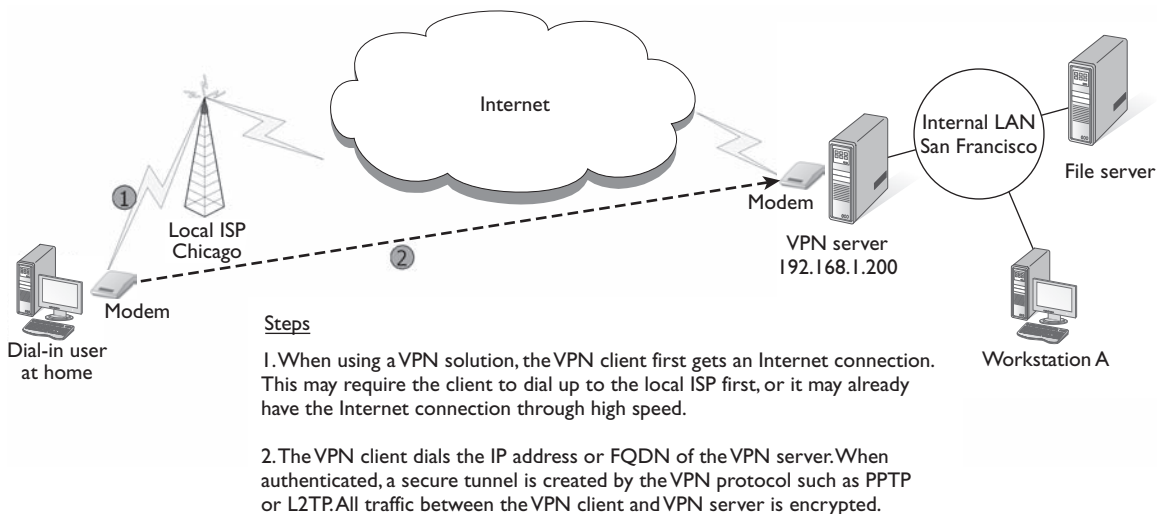 Internet
Internal LAN
San Francisco
File server
1
Local ISP
Chicago
Modem
VPN server
192.168.1.200
2
Modem
Dial-in user
at home
Workstation A
Steps
1. When using a VPN solution, the VPN client first gets an Internet connection.
This may require the client to dial up to the local ISP first, or it may already
have the Internet connection through high speed.
2. The VPN client dials the IP address or FQDN of the VPN server. When
authenticated, a secure tunnel is created by the VPN protocol such as PPTP
or L2TP. All traffic between the VPN client and VPN server is encrypted.